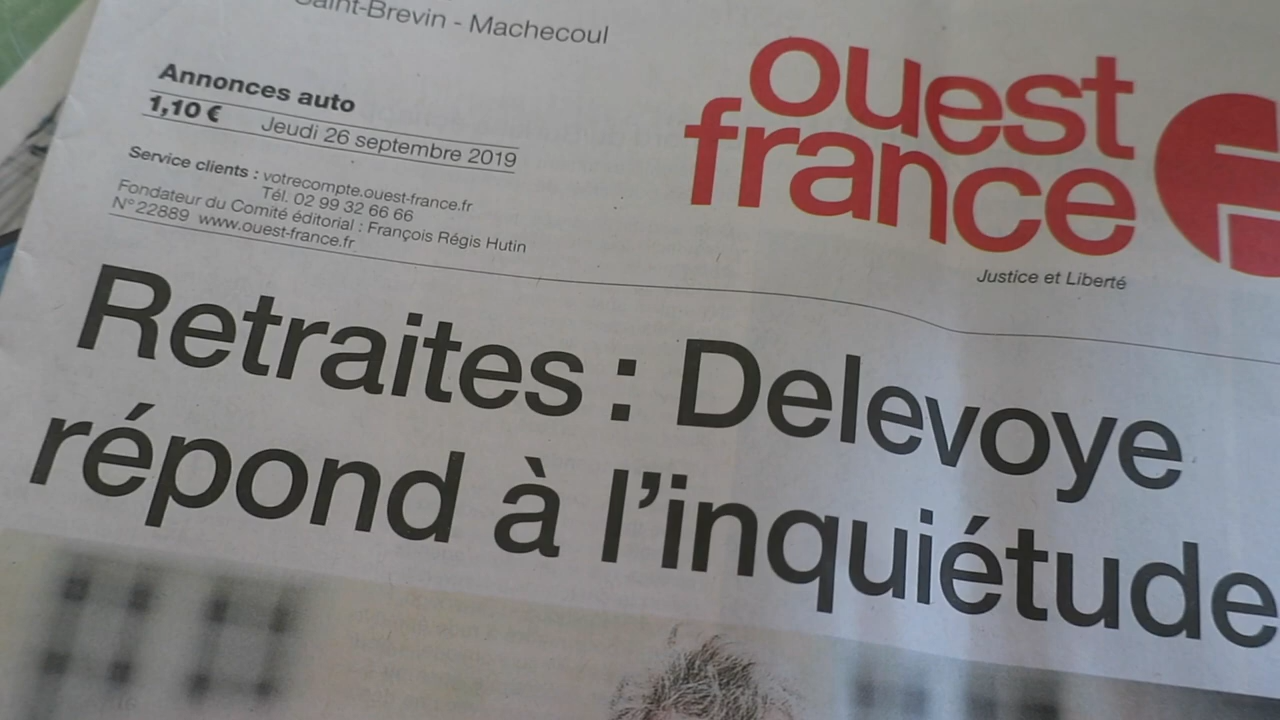 Saint-Brevin - Machecoul
Annonces auto
1,10 € Jeudi 26 septembre 2019
Service clients : votrecompte.ouest-france.fr
Tél. 02 99 32 66 66
Fondateur du Comité éditorial : François Régis Hutin
N°22889 www.ouest-france.fr
ouest
france
Justice et Liberté
Retraites : Delevoye
répond à l'inquiétude